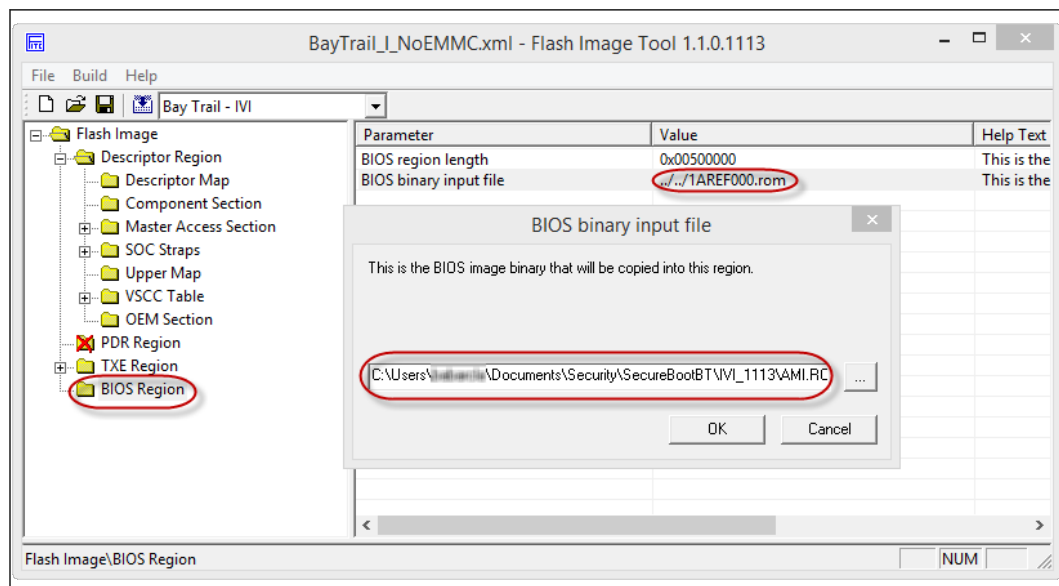 BayTrail_I_NoEMMC.xml - Flash Image Tool 1.1.0.1113
File Build Help
Bay Trail - IVI
Flash Image
Descriptor Region
Descriptor Map
Component Section
Master Access Section
SOC Straps
Upper Map
VSCC Table
OEM Section
PDR Region
TXE Region
BIOS Region
Parameter Value Help Text
BIOS region length 0x00500000 This is the
BIOS binary input file ../../1AREF000.rom This is the
BIOS binary input file
This is the BIOS image binary that will be copied into this region.
C:\Users\ \Documents\Security\SecureBootBT\IVI_1113\AMI.RO
...
OK Cancel
Flash Image\BIOS Region NUM